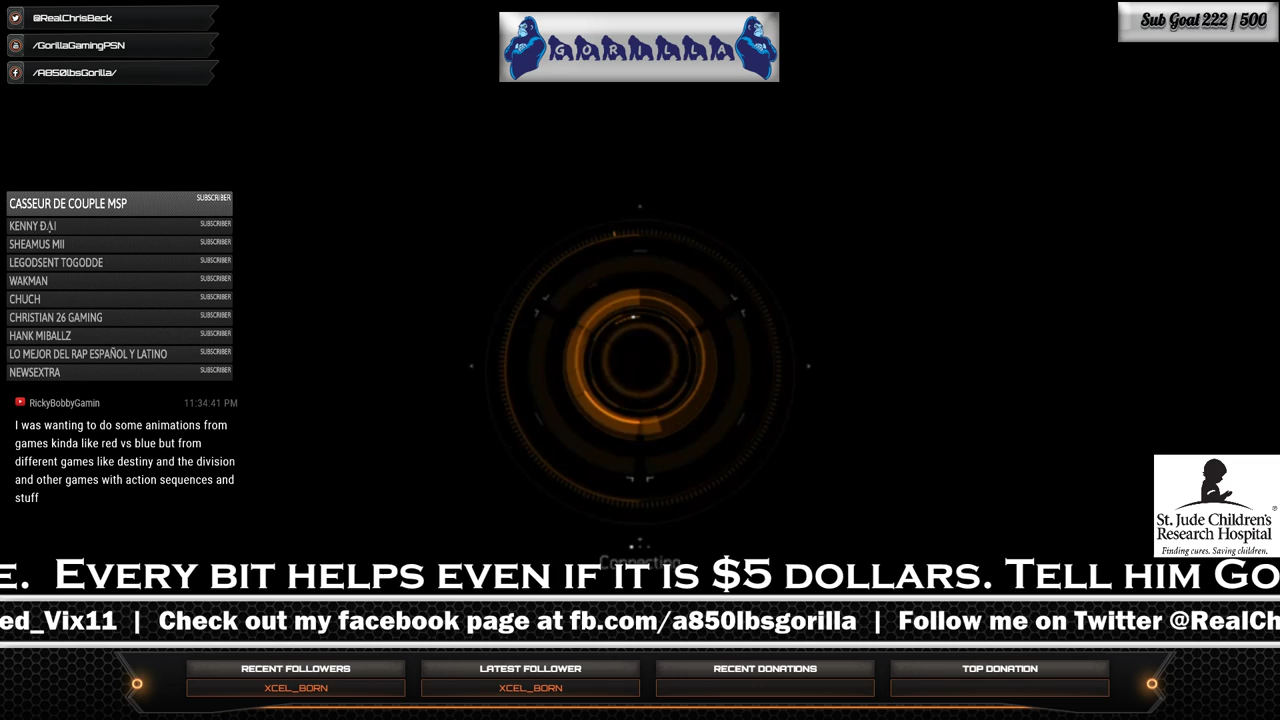 @RealChrisBeck
/GorillaGamingPSN
/A850lbsGorilla/
GORILLA
Sub Goal 222 / 500
CASSEUR DE COUPLE MSP SUBSCRIBER
KENNY ĐẠI SUBSCRIBER
SHEAMUS MII SUBSCRIBER
LEGODSENT TOGODDE SUBSCRIBER
WAKMAN SUBSCRIBER
CHUCH SUBSCRIBER
CHRISTIAN 26 GAMING SUBSCRIBER
HANK MIBALLZ SUBSCRIBER
LO MEJOR DEL RAP ESPAÑOL Y LATINO SUBSCRIBER
NEWSEXTRA SUBSCRIBER
RickyBobbyGamin 11:34:41 PM
I was wanting to do some animations from
games kinda like red vs blue but from
different games like destiny and the division
and other games with action sequences and
stuff
St. Jude Children's
Research Hospital
®
Finding cures. Saving children.
Connecting
E. EVERY BIT HELPS EVEN IF IT IS $5 DOLLARS. TELL HIM GO
ed_Vix11 | Check out my facebook page at fb.com/a850lbsgorilla | Follow me on Twitter @RealCh
RECENT FOLLOWERS LATEST FOLLOWER RECENT DONATIONS TOP DONATION
XCEL_BORN XCEL_BORN